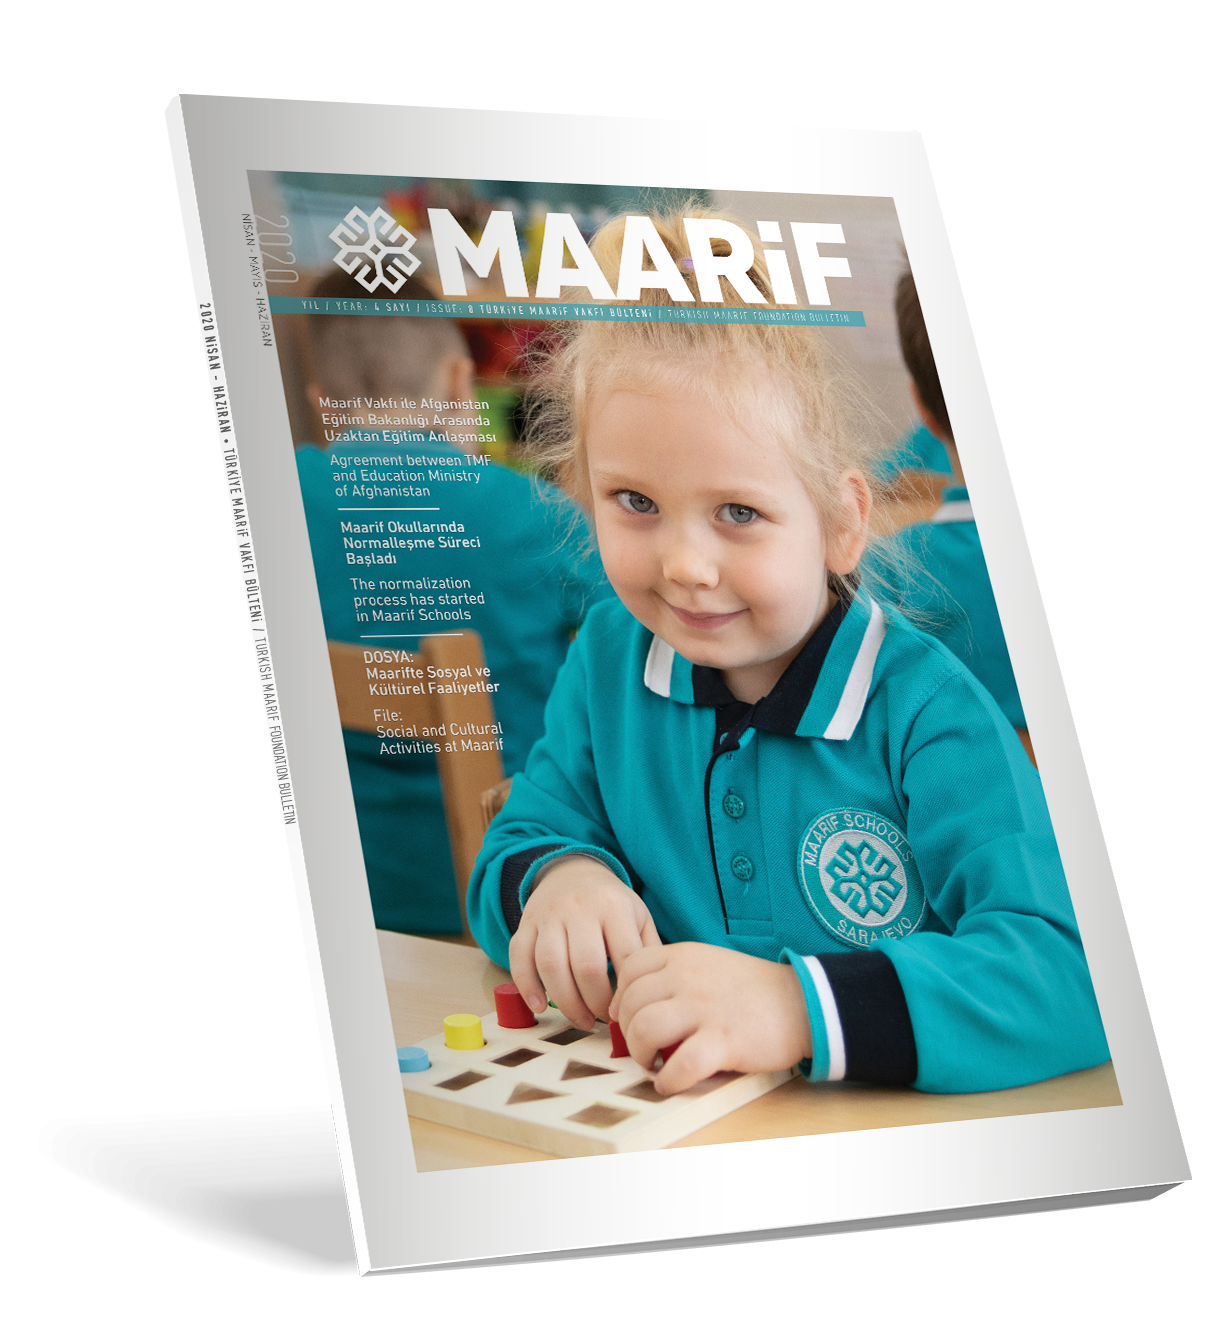 MAARiF
YIL / YEAR: 4 SAYI / ISSUE: 8 TÜRKİYE MAARİF VAKFI BÜLTENİ / TURKISH MAARIF FOUNDATION BULLETIN
2020
NİSAN - MAYIS - HAZİRAN
2020 NİSAN - HAZİRAN • TÜRKİYE MAARİF VAKFI BÜLTENİ / TURKISH MAARIF FOUNDATION BULLETIN
Maarif Vakfı ile Afganistan
Eğitim Bakanlığı Arasında
Uzaktan Eğitim Anlaşması
Agreement between TMF
and Education Ministry
of Afghanistan
Maarif Okullarında
Normalleşme Süreci
Başladı
The normalization
process has started
in Maarif Schools
DOSYA:
Maarifte Sosyal ve
Kültürel Faaliyetler
File:
Social and Cultural
Activities at Maarif
MAARIF SCHOOLS
SARAJEVO